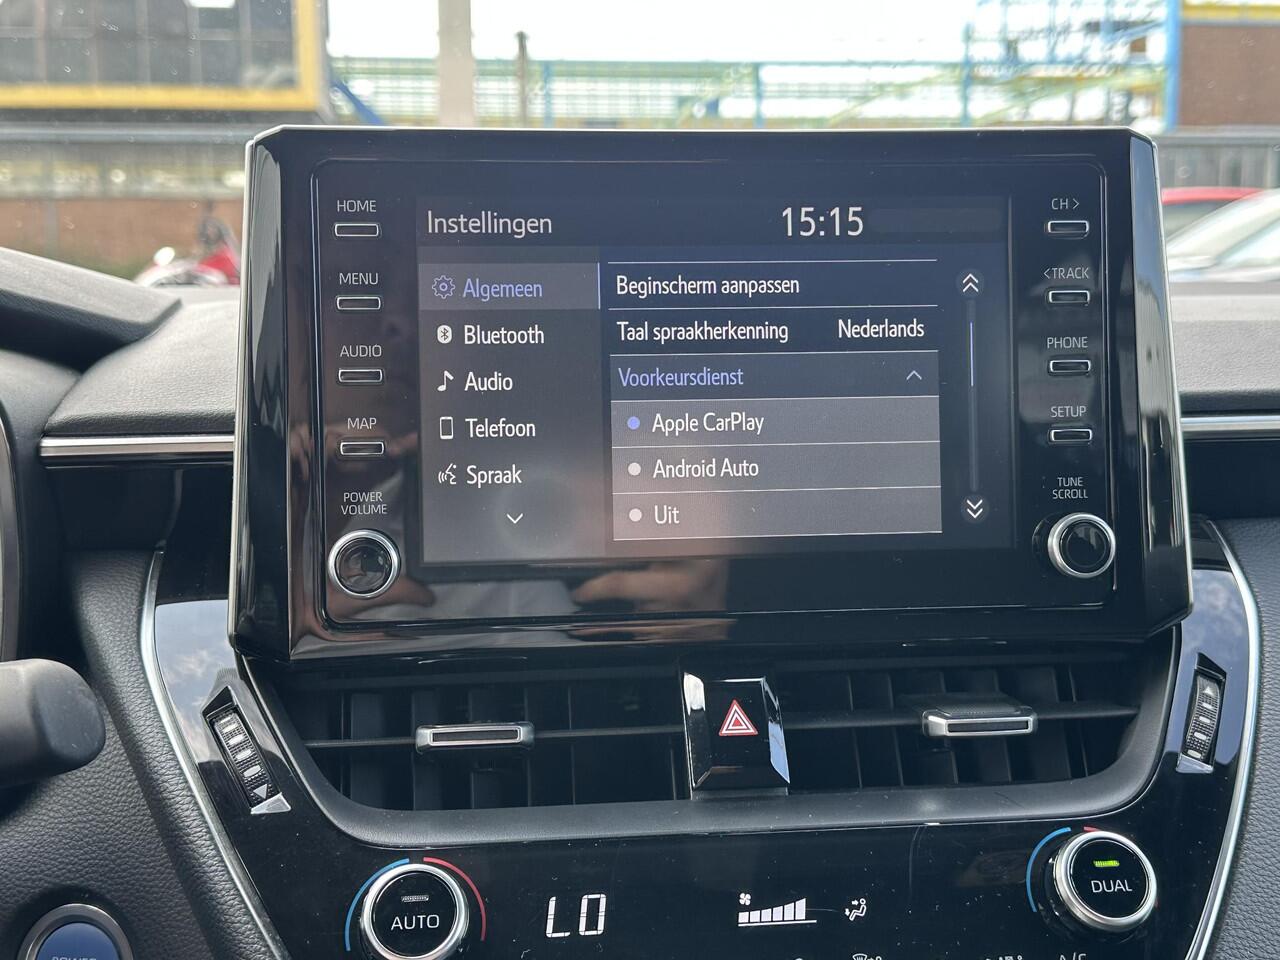 HOME
MENU
AUDIO
MAP
POWER
VOLUME
Instellingen
15:15
Algemeen
Bluetooth
Audio
Telefoon
Spraak
Beginscherm aanpassen
Taal spraakherkenning Nederlands
Voorkeursdienst
Apple CarPlay
Android Auto
Uit
CH >
< TRACK
PHONE
SETUP
TUNE
SCROLL
AUTO
LO
DUAL
POWER
A/C